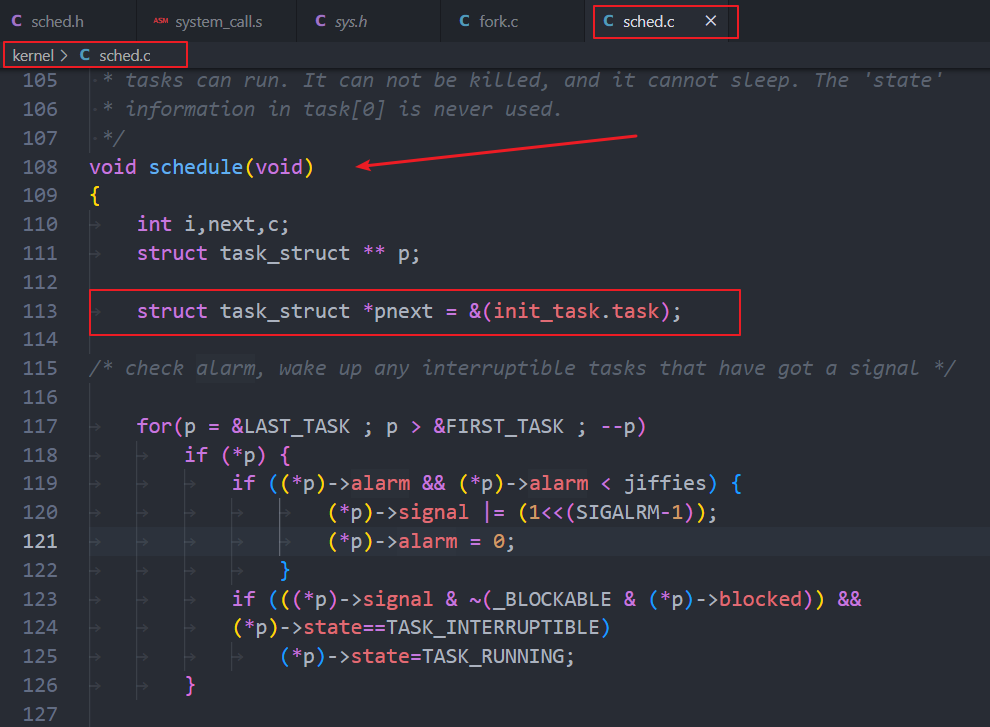 C sched.h ASM system_call.s C sys.h C fork.c C sched.c ×
kernel > C sched.c
105 * tasks can run. It can not be killed, and it cannot sleep. The 'state'
106 * information in task[0] is never used.
107 */
108 void schedule(void)
109 {
110 int i,next,c;
111 struct task_struct ** p;
112
113 struct task_struct *pnext = &(init_task.task);
114
115 /* check alarm, wake up any interruptible tasks that have got a signal */
116
117 for(p = &LAST_TASK ; p > &FIRST_TASK ; --p)
118 if (*p) {
119 if ((*p)->alarm && (*p)->alarm < jiffies) {
120 (*p)->signal |= (1<<(SIGALRM-1));
121 (*p)->alarm = 0;
122 }
123 if (((*p)->signal & ~(_BLOCKABLE & (*p)->blocked)) &&
124 (*p)->state==TASK_INTERRUPTIBLE)
125 (*p)->state=TASK_RUNNING;
126 }
127